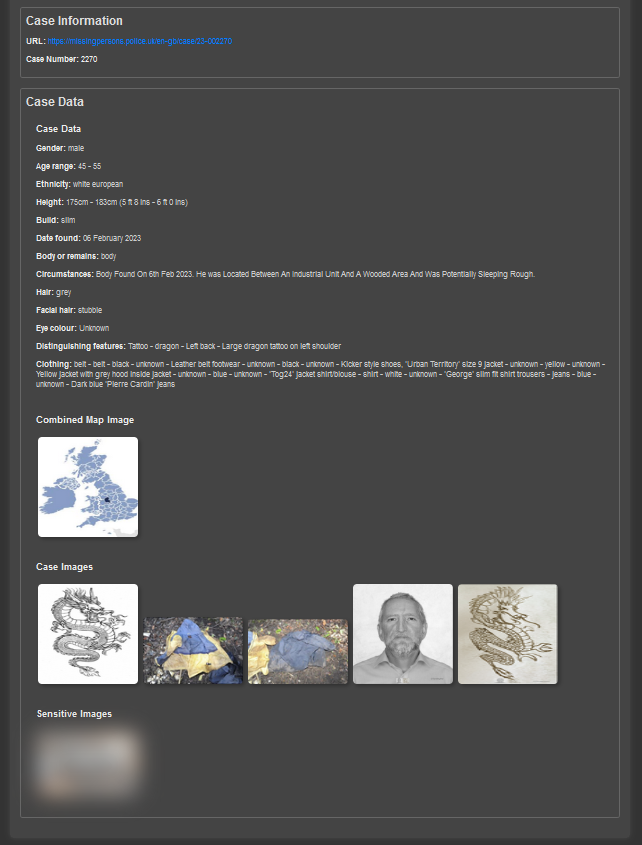 Case Information
URL: https://missingpersons.police.uk/en-gb/case/23-002270
Case Number: 2270
Case Data
Case Data
Gender: male
Age range: 45 - 55
Ethnicity: white european
Height: 175cm - 183cm (5 ft 8 ins - 6 ft 0 ins)
Build: slim
Date found: 06 February 2023
Body or remains: body
Circumstances: Body Found On 6th Feb 2023. He was Located Between An Industrial Unit And A Wooded Area And Was Potentially Sleeping Rough.
Hair: grey
Facial hair: stubble
Eye colour: Unknown
Distinguishing features: Tattoo - dragon - Left back - Large dragon tattoo on left shoulder
Clothing: belt - belt - black - unknown - Leather belt footwear - unknown - black - unknown - Kicker style shoes, "Urban Territory' size 9 jacket - unknown - yellow - unknown -
Yellow jacket with grey hood inside jacket - unknown - blue - unknown - 'Tog24' jacket shirt/blouse - shirt - white - unknown - 'George' slim fit shirt trousers - jeans - blue -
unknown - Dark blue 'Pierre Cardin' jeans
Combined Map Image
Case Images
Sensitive Images